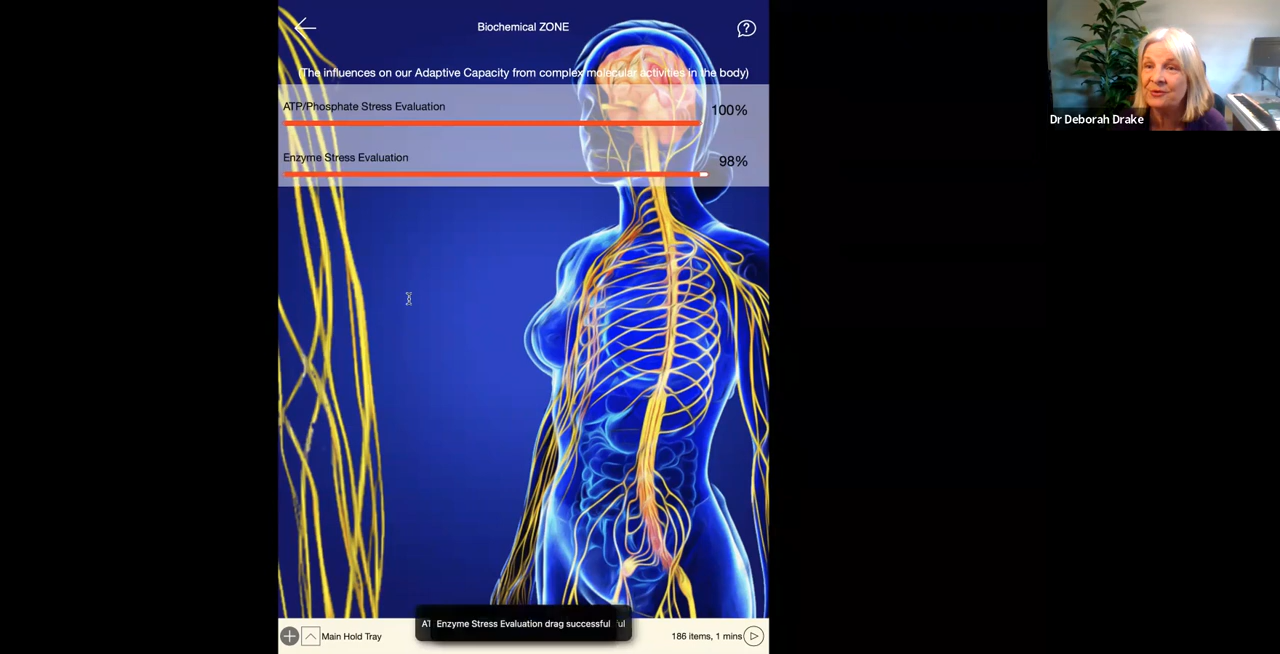 Biochemical ZONE
(The influences on our Adaptive Capacity from complex molecular activities in the body)
ATP/Phosphate Stress Evaluation
100%
Enzyme Stress Evaluation
98%
Main Hold Tray
AT Enzyme Stress Evaluation drag successful ul
186 items, 1 mins
Dr Deborah Drake